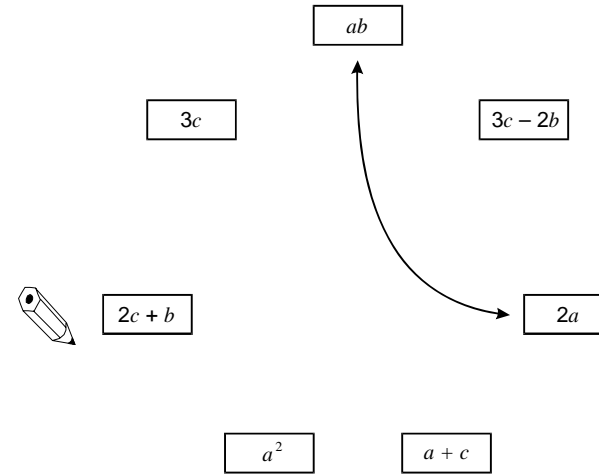 ab
3c
3c – 2b
2c + b
2a
a²
a + c